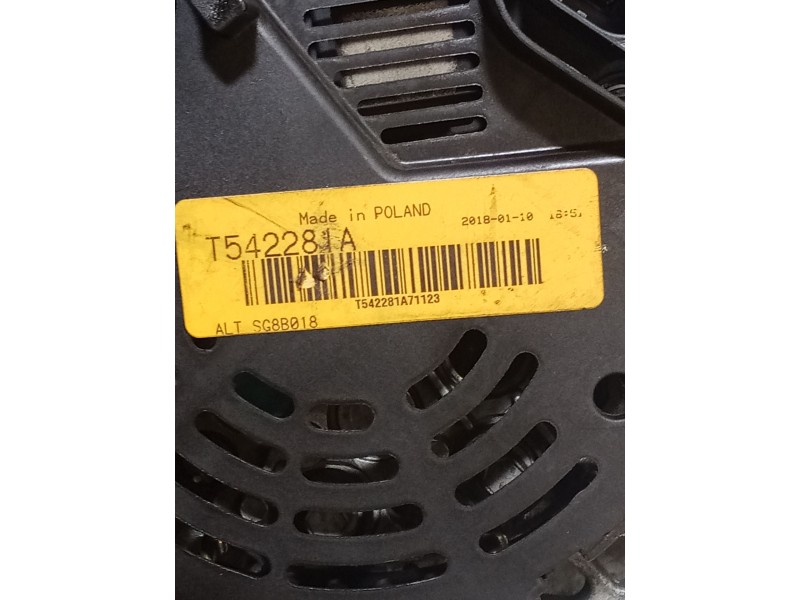 Made in POLAND 2018-01-10
T542281A
T542281A71123
ALT SG8B018